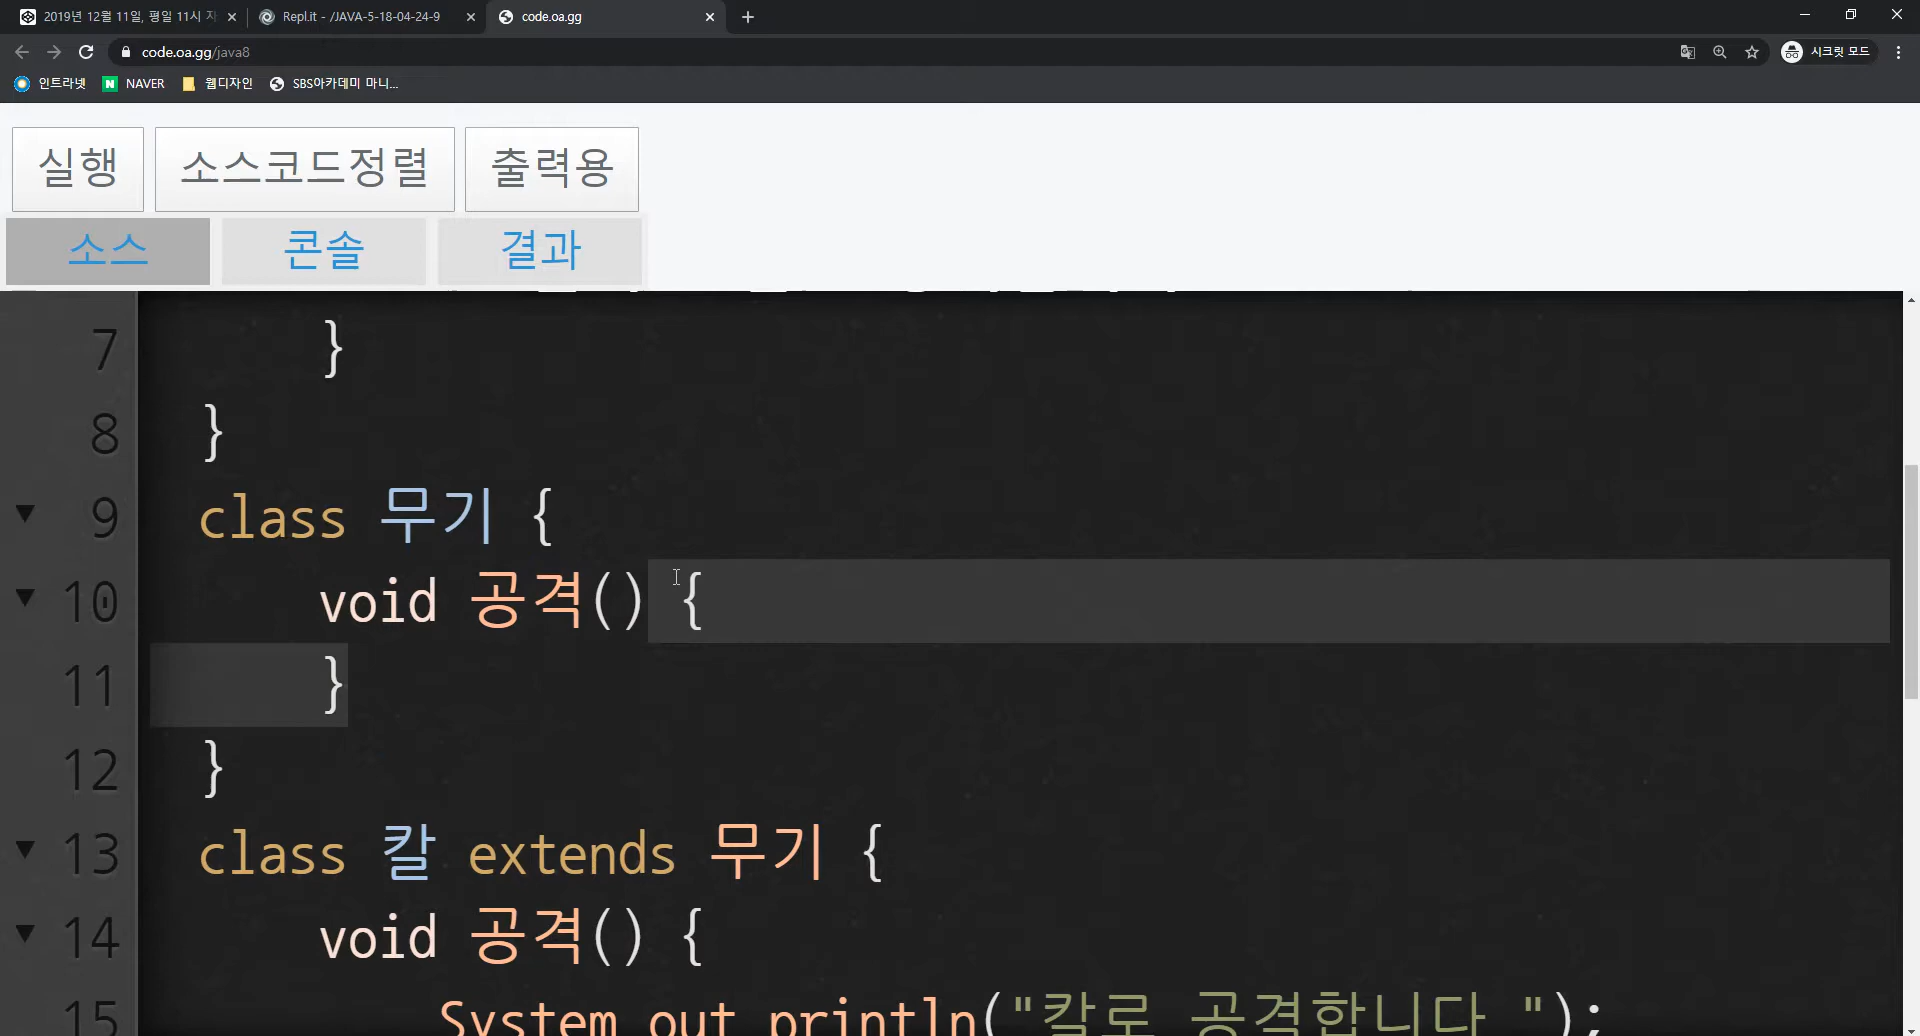 2019년 12월 11일, 평일 11시 자
Repl.it - /JAVA-5-18-04-24-9
code.oa.gg
code.oa.gg/java8
시크릿 모드
인트라넷
N NAVER
웹디자인
SBS아카데미 마니...
실행
소스코드정렬
출력용
소스
콘솔
결과
7 }
8 }
9 class 무기 {
10 void 공격() {
11 }
12 }
13 class 칼 extends 무기 {
14 void 공격() {
15 System.out.println("칼로 공격합니다.");